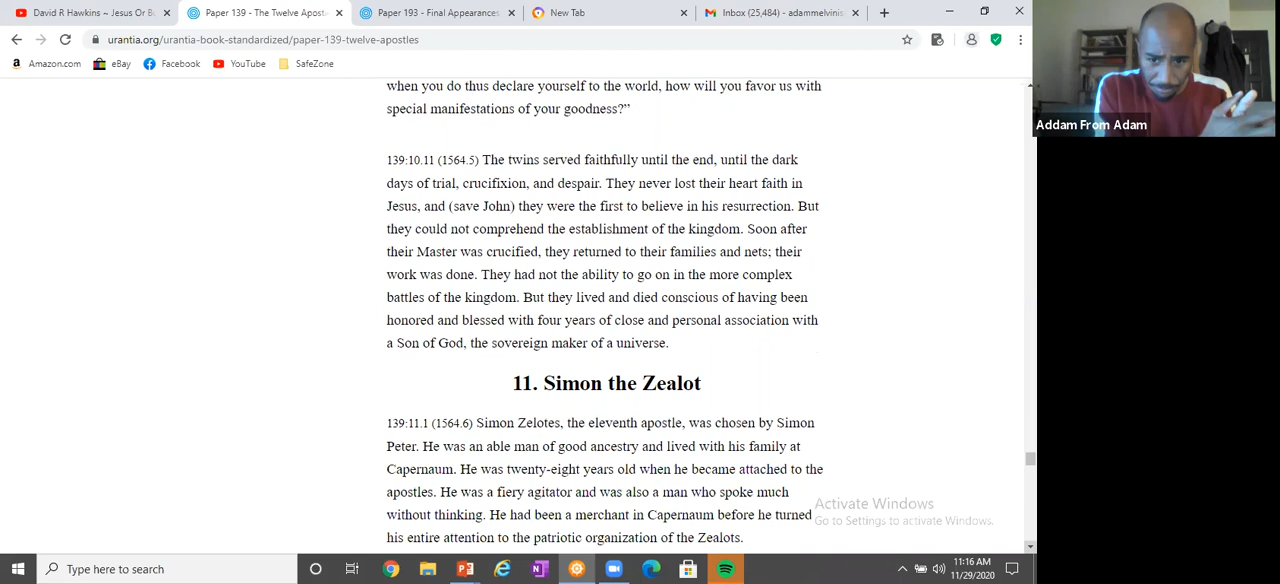 David R Hawkins ~ Jesus Or Bu
Paper 139 - The Twelve Apostl
Paper 193 - Final Appearances
New Tab
Inbox (25,484) - adammelvinis
urantia.org/urantia-book-standardized/paper-139-twelve-apostles
Amazon.com
eBay
Facebook
YouTube
SafeZone
Addam From Adam
when you do thus declare yourself to the world, how will you favor us with
special manifestations of your goodness?”
139:10.11 (1564.5) The twins served faithfully until the end, until the dark
days of trial, crucifixion, and despair. They never lost their heart faith in
Jesus, and (save John) they were the first to believe in his resurrection. But
they could not comprehend the establishment of the kingdom. Soon after
their Master was crucified, they returned to their families and nets; their
work was done. They had not the ability to go on in the more complex
battles of the kingdom. But they lived and died conscious of having been
honored and blessed with four years of close and personal association with
a Son of God, the sovereign maker of a universe.
11. Simon the Zealot
139:11.1 (1564.6) Simon Zelotes, the eleventh apostle, was chosen by Simon
Peter. He was an able man of good ancestry and lived with his family at
Capernaum. He was twenty-eight years old when he became attached to the
apostles. He was a fiery agitator and was also a man who spoke much
without thinking. He had been a merchant in Capernaum before he turned
his entire attention to the patriotic organization of the Zealots.
Activate Windows
Go to Settings to activate Windows.
Type here to search
11:16 AM
11/29/2020